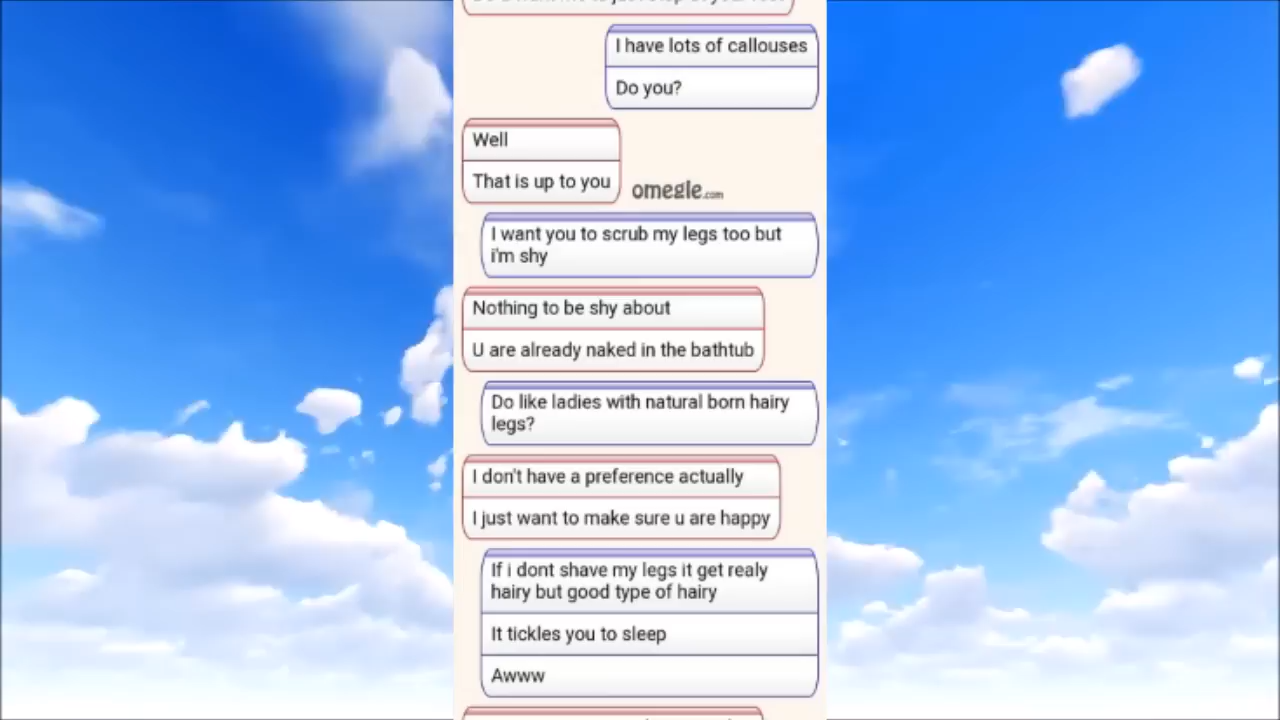 I have lots of callouses
Do you?
Well
That is up to you
omegle.com
I want you to scrub my legs too but
i'm shy
Nothing to be shy about
U are already naked in the bathtub
Do like ladies with natural born hairy
legs?
I don't have a preference actually
I just want to make sure u are happy
If i dont shave my legs it get realy
hairy but good type of hairy
It tickles you to sleep
Awww